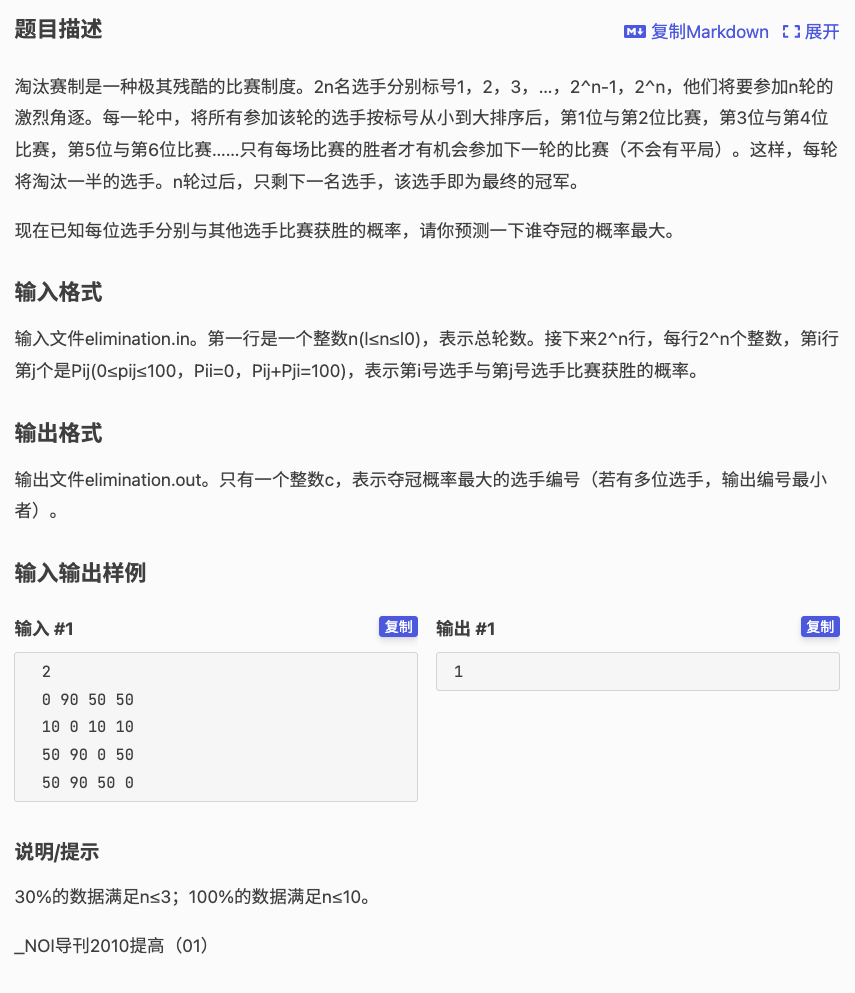 题目描述
复制Markdown 展开
淘汰赛制是一种极其残酷的比赛制度。2n名选手分别标号1，2，3，…，2^n-1，2^n，他们将要参加n轮的
激烈角逐。每一轮中，将所有参加该轮的选手按标号从小到大排序后，第1位与第2位比赛，第3位与第4位
比赛，第5位与第6位比赛……只有每场比赛的胜者才有机会参加下一轮的比赛（不会有平局）。这样，每轮
将淘汰一半的选手。n轮过后，只剩下一名选手，该选手即为最终的冠军。
现在已知每位选手分别与其他选手比赛获胜的概率，请你预测一下谁夺冠的概率最大。
输入格式
输入文件elimination.in。第一行是一个整数n(l≤n≤l0)，表示总轮数。接下来2^n行，每行2^n个整数，第i行
第j个是Pij(0≤pij≤100，Pii=0，Pij+Pji=100)，表示第i号选手与第j号选手比赛获胜的概率。
输出格式
输出文件elimination.out。只有一个整数c，表示夺冠概率最大的选手编号（若有多位选手，输出编号最小
者）。
输入输出样例
输入 #1 复制
2
0 90 50 50
10 0 10 10
50 90 0 50
50 90 50 0
输出 #1 复制
1
说明/提示
30%的数据满足n≤3；100%的数据满足n≤10。
_NOI导刊2010提高（01）